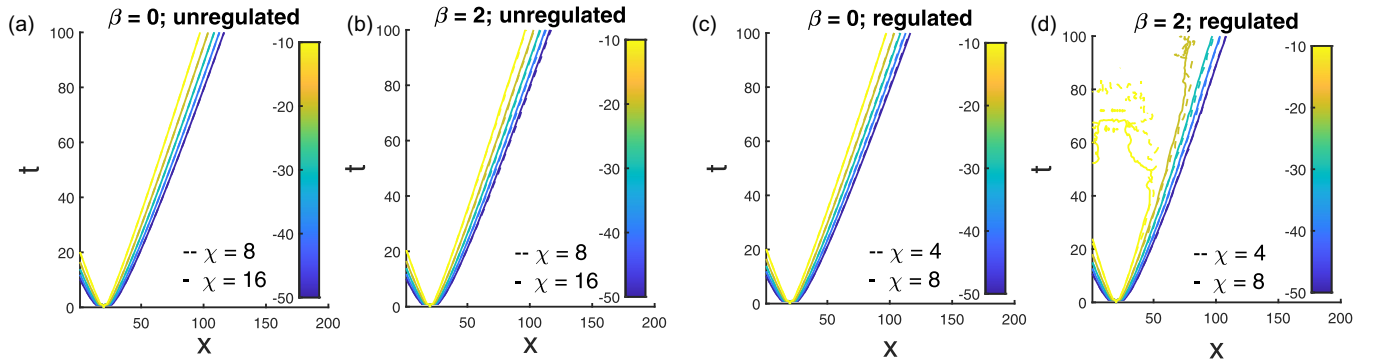 (a)
β = 0; unregulated
100
80
60
40
20
0
t
50
100
150
200
X
-- χ = 8
- χ = 16
-10
-20
-30
-40
-50
(b)
β = 2; unregulated
100
80
60
40
20
0
t
50
100
150
200
X
-- χ = 8
- χ = 16
-10
-20
-30
-40
-50
(c)
β = 0; regulated
100
80
60
40
20
0
t
50
100
150
200
X
-- χ = 4
- χ = 8
-10
-20
-30
-40
-50
(d)
β = 2; regulated
100
80
60
40
20
0
t
50
100
150
200
X
-- χ = 4
- χ = 8
-10
-20
-30
-40
-50